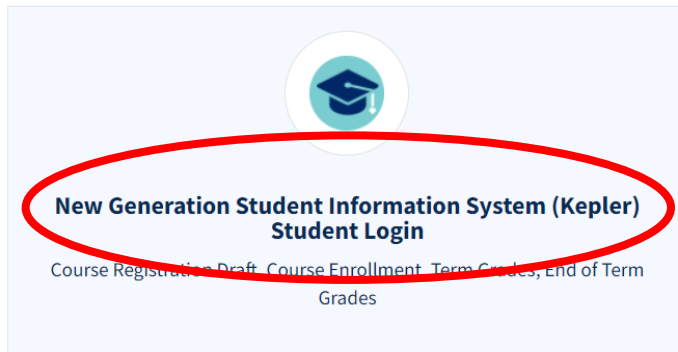 New Generation Student Information System (Kepler)
Student Login
Course Registration Draft, Course Enrollment, Term Grades, End of Term
Grades